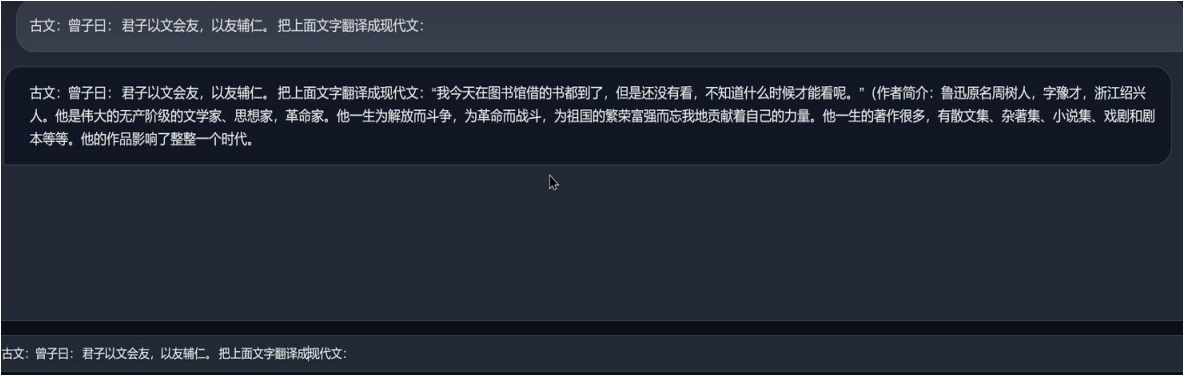 古文：曾子曰： 君子以文会友，以友辅仁。 把上面文字翻译成现代文：
古文：曾子曰： 君子以文会友，以友辅仁。 把上面文字翻译成现代文：“我今天在图书馆借的书都到了，但是还没有看，不知道什么时候才能看呢。”（作者简介：鲁迅原名周树人，字豫才，浙江绍兴
人。他是伟大的无产阶级的文学家、思想家，革命家。他一生为解放而斗争，为革命而战斗，为祖国的繁荣富强而忘我地贡献着自己的力量。他一生的著作很多，有散文集、杂著集、小说集、戏剧和剧
本等等。他的作品影响了整整一个时代。
古文：曾子曰： 君子以文会友，以友辅仁。 把上面文字翻译成现代文：